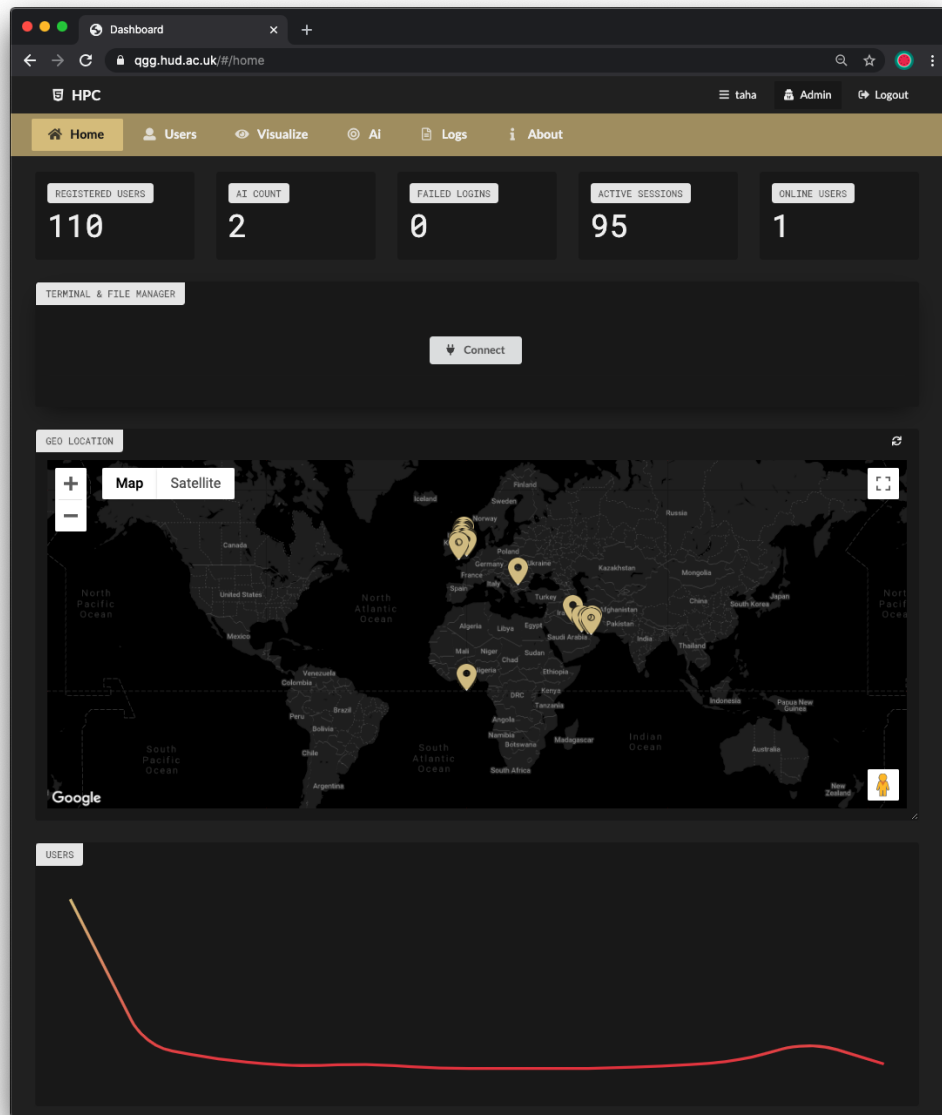 Dashboard
qgg.hud.ac.uk/#/home
HPC
taha Admin Logout
Home Users Visualize Ai Logs About
REGISTERED USERS
110
AI COUNT
2
FAILED LOGINS
0
ACTIVE SESSIONS
95
ONLINE USERS
1
TERMINAL & FILE MANAGER
Connect
GEO LOCATION
Map Satellite
Finland
Iceland
Sweden
Norway
Russia
Canada
Poland
Germany
Ukraine
France
Kazakhstan
Mongolia
Italy
Spain
North
Pacific
Ocean
United States
North
Atlantic
Ocean
Turkey
Afghanistan
China
South Korea
Japan
Pakistan
Algeria
Libya
Egypt
Saudi Arabia
India
Mexico
Mali
Niger
Chad
Sudan
Thailand
Ethiopia
Venezuela
Colombia
DRC
Kenya
Tanzania
Indonesia
Papua New
Guinea
Peru
Brazil
Angola
Bolivia
Namibia
Botswana
Madagascar
South
Pacific
Ocean
Chile
South
Atlantic
Ocean
Indian
Ocean
Australia
South Africa
Argentina
New
Zealand
Google
USERS